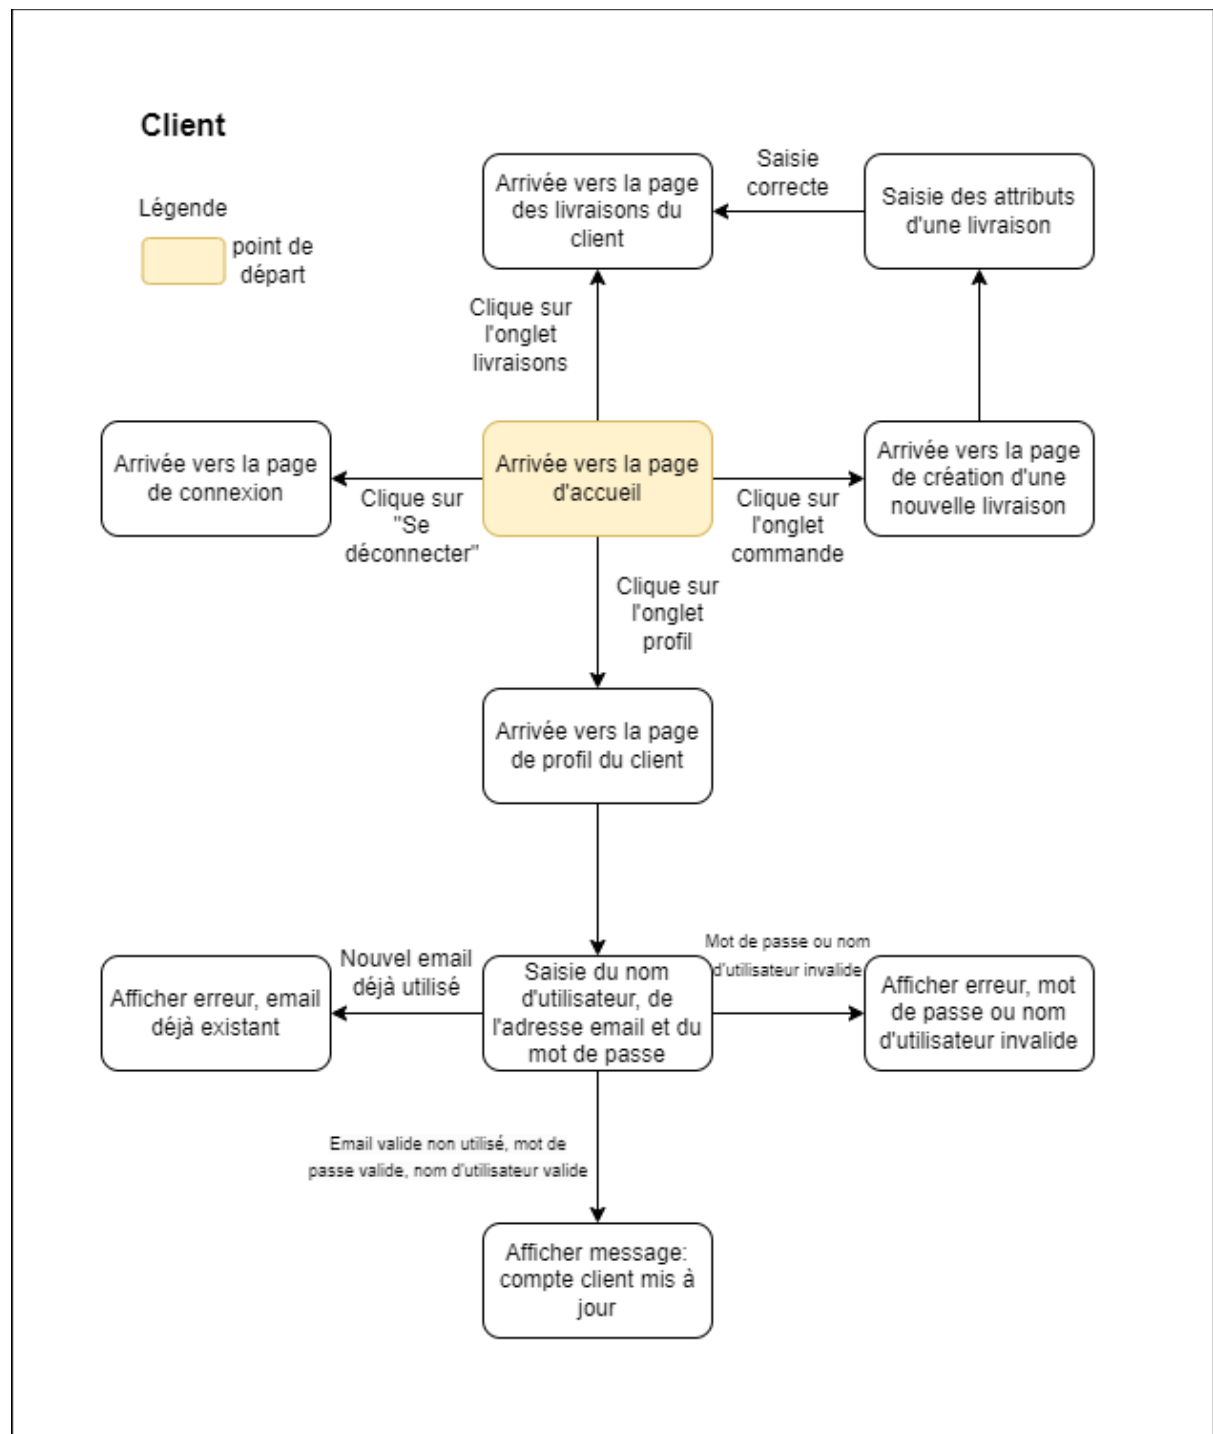 Client
Légende
point de
départ
Arrivée vers la page
des livraisons du
client
Saisie
correcte
Saisie des attributs
d'une livraison
Clique sur
l'onglet
livraisons
Arrivée vers la page
de connexion
Clique sur
"Se
déconnecter"
Arrivée vers la page
d'accueil
Clique sur
l'onglet
commande
Arrivée vers la page
de création d'une
nouvelle livraison
Clique sur
l'onglet
profil
Arrivée vers la page
de profil du client
Afficher erreur, email
déjà existant
Nouvel email
déjà utilisé
Saisie du nom
d'utilisateur, de
l'adresse email et du
mot de passe
Mot de passe ou nom
d'utilisateur invalide
Afficher erreur, mot
de passe ou nom
d'utilisateur invalide
Email valide non utilisé, mot de
passe valide, nom d'utilisateur valide
Afficher message:
compte client mis à
jour